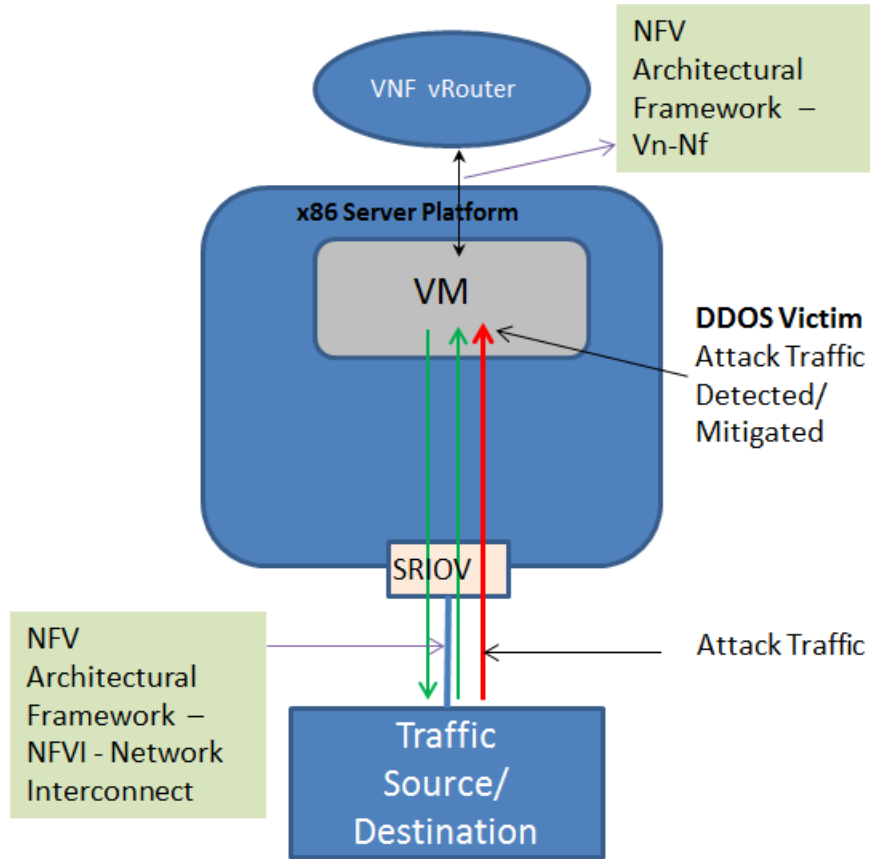 NFV
Architectural
Framework –
Vn-Nf
VNF vRouter
x86 Server Platform
VM
DDOS Victim
Attack Traffic
Detected/
Mitigated
SRIOV
NFV
Architectural
Framework –
NFVI - Network
Interconnect
Attack Traffic
Traffic
Source/
Destination